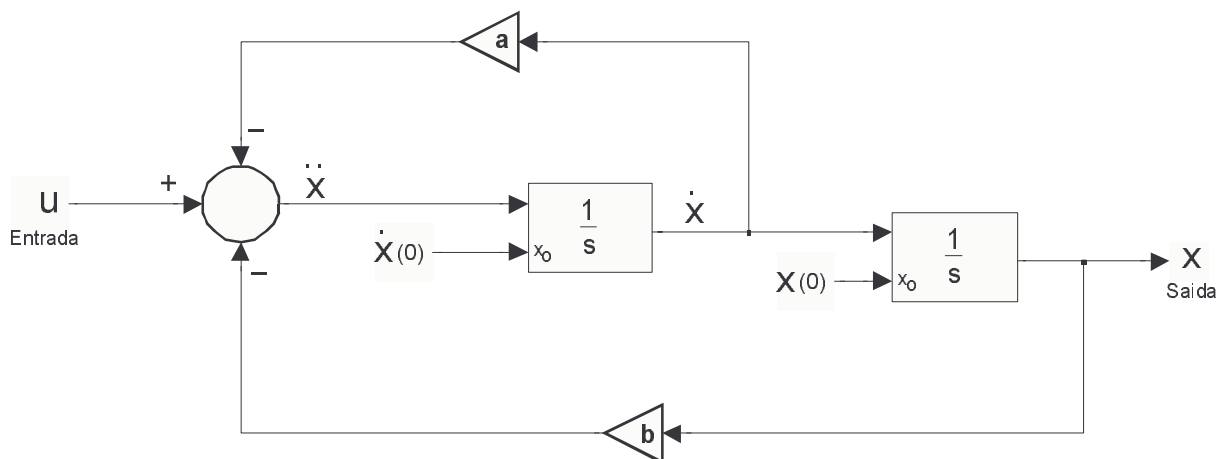 a
−
+
ẍ
u
Entrada
1
s
ẋ
ẋ(0)
x₀
1
s
−
x(0)
x₀
x
Saida
b